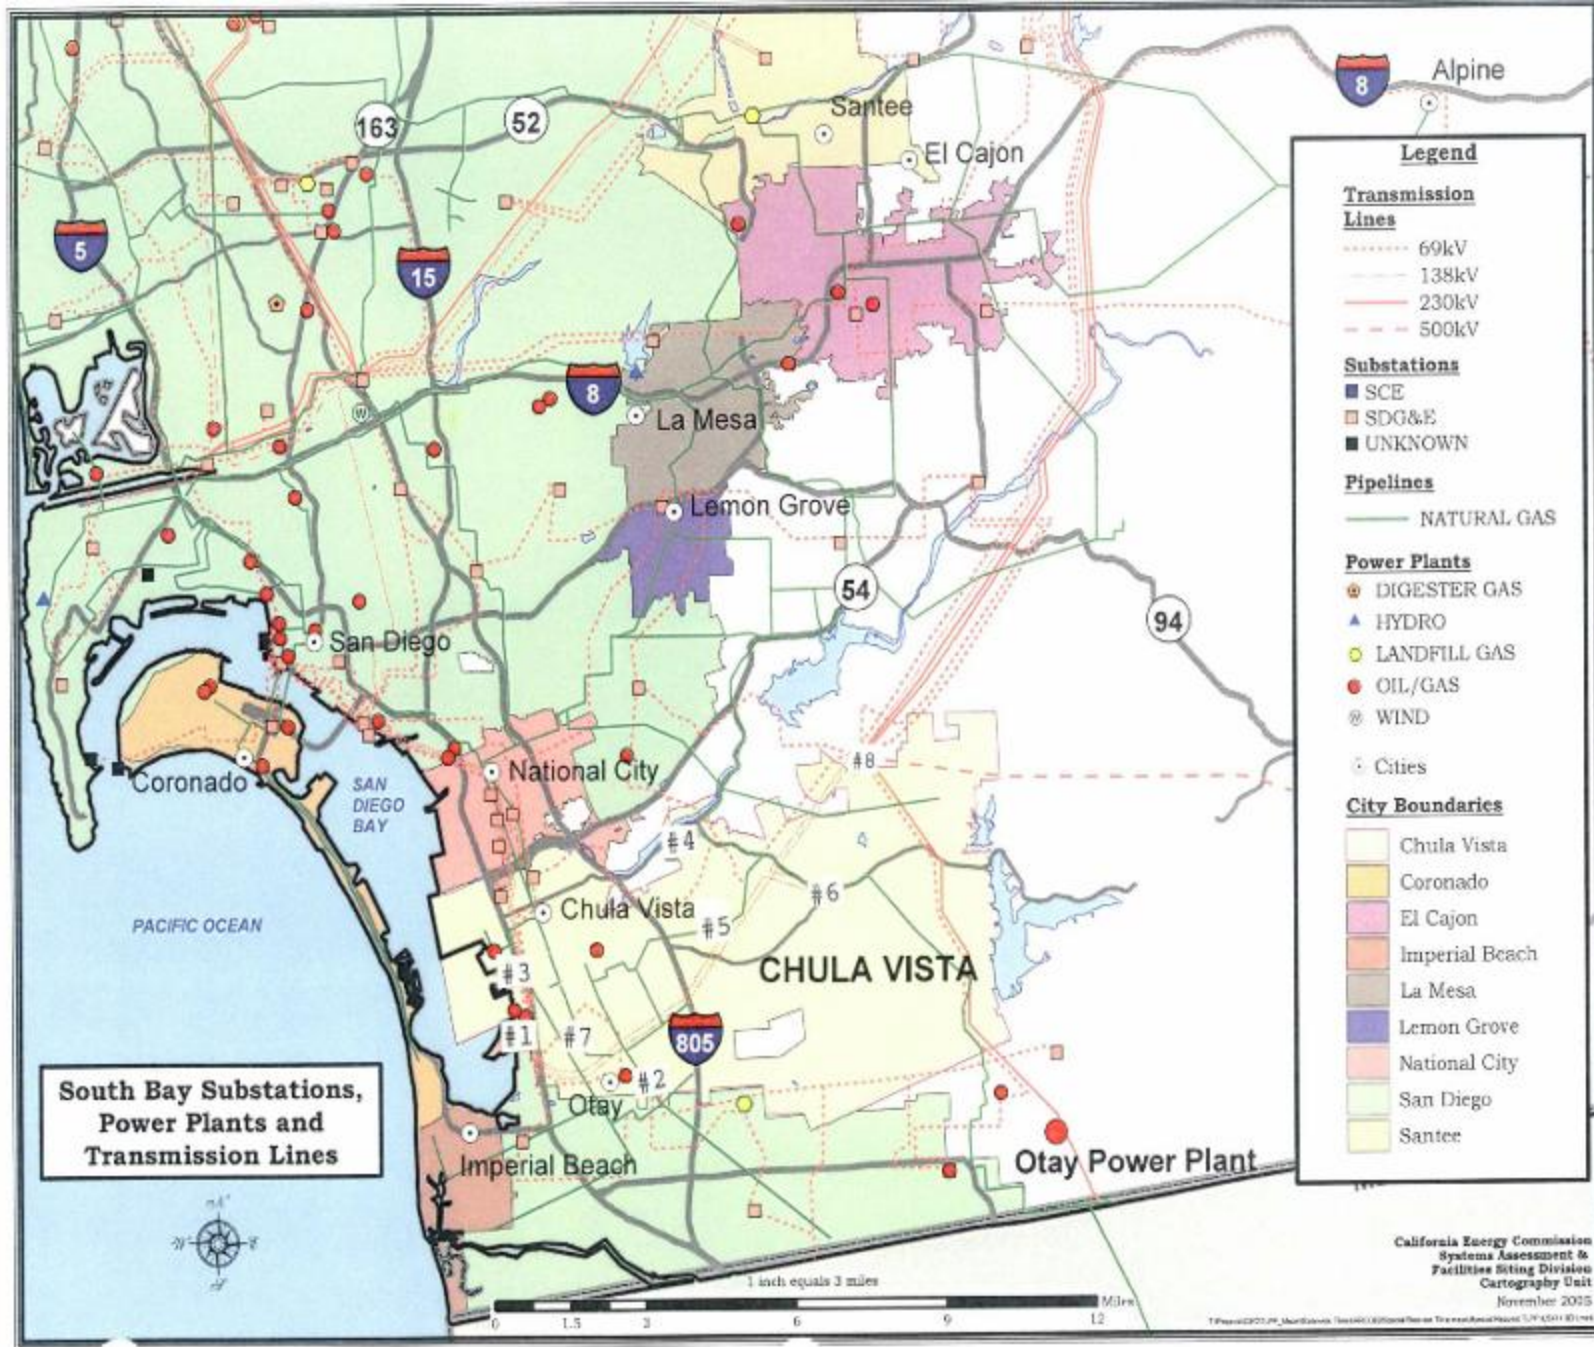 Alpine
8
Santee
163
52
El Cajon
5
15
8
La Mesa
Lemon Grove
54
94
San Diego
Coronado
SAN
DIEGO
BAY
National City
#8
#4
#6
PACIFIC OCEAN
Chula Vista
#5
CHULA VISTA
#3
#1
#7
805
#2
Otay
Imperial Beach
Otay Power Plant
South Bay Substations,
Power Plants and
Transmission Lines
Legend
Transmission
Lines
69kV
138kV
230kV
500kV
Substations
SCE
SDG&E
UNKNOWN
Pipelines
NATURAL GAS
Power Plants
DIGESTER GAS
HYDRO
LANDFILL GAS
OIL/GAS
W WIND
Cities
City Boundaries
Chula Vista
Coronado
El Cajon
Imperial Beach
La Mesa
Lemon Grove
National City
San Diego
Santee
1 inch equals 3 miles
Miles
0 1.5 3 6 9 12
California Energy Commission
Systems Assessment &
Facilities Siting Division
Cartography Unit
November 2005